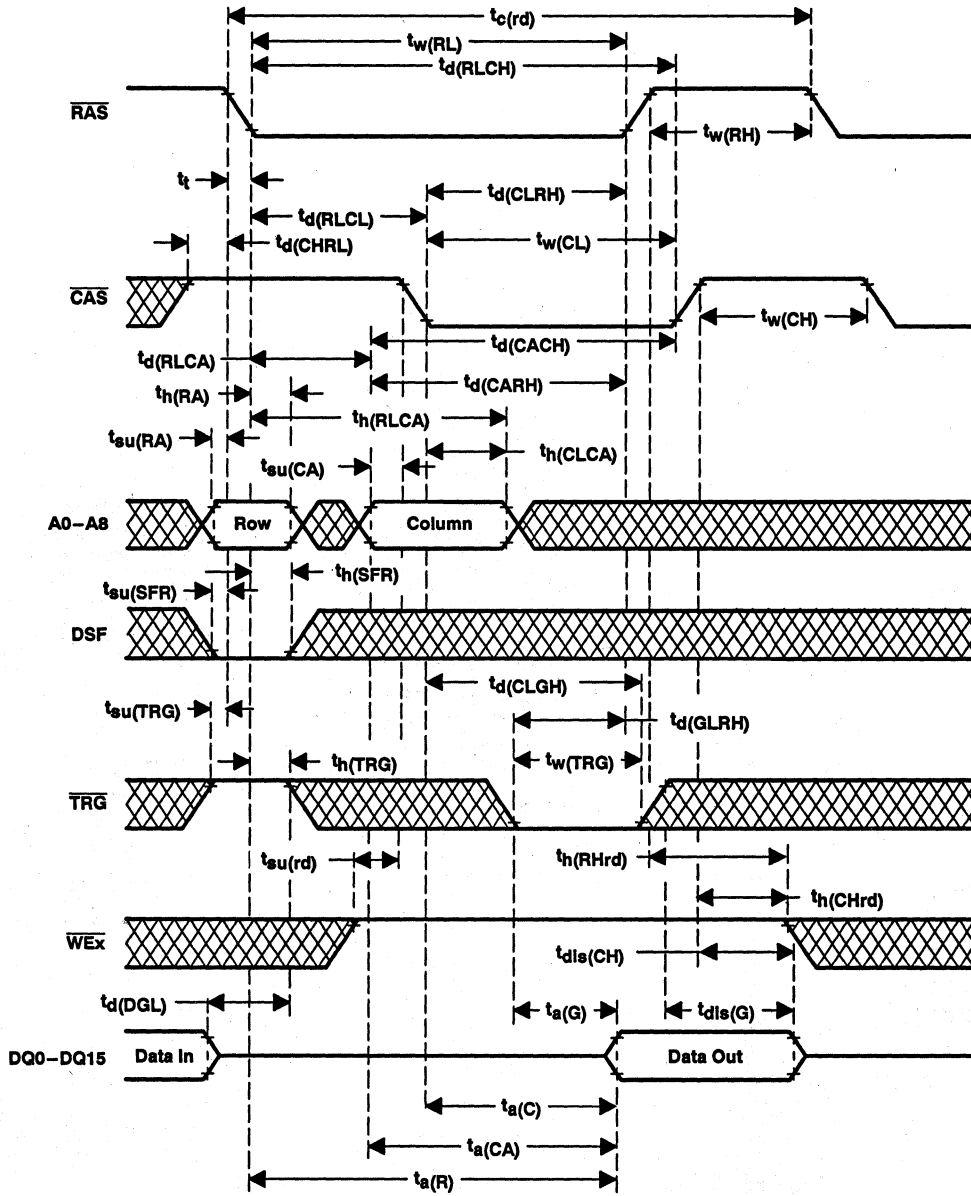 tc(rd)
tw(RL)
td(RLCH)
RAS
tw(RH)
tt
td(CLRH)
td(RLCL)
td(CHRL)
tw(CL)
CAS
tw(CH)
td(CACH)
td(RLCA)
td(CARH)
th(RA)
th(RLCA)
tsu(RA)
th(CLCA)
tsu(CA)
A0–A8
Row
Column
th(SFR)
tsu(SFR)
DSF
td(CLGH)
tsu(TRG)
td(GLRH)
th(TRG)
tw(TRG)
TRG
tsu(rd)
th(RHrd)
th(CHrd)
WEx
tdis(CH)
td(DGL)
ta(G)
tdis(G)
DQ0–DQ15
Data In
Data Out
ta(C)
ta(CA)
ta(R)